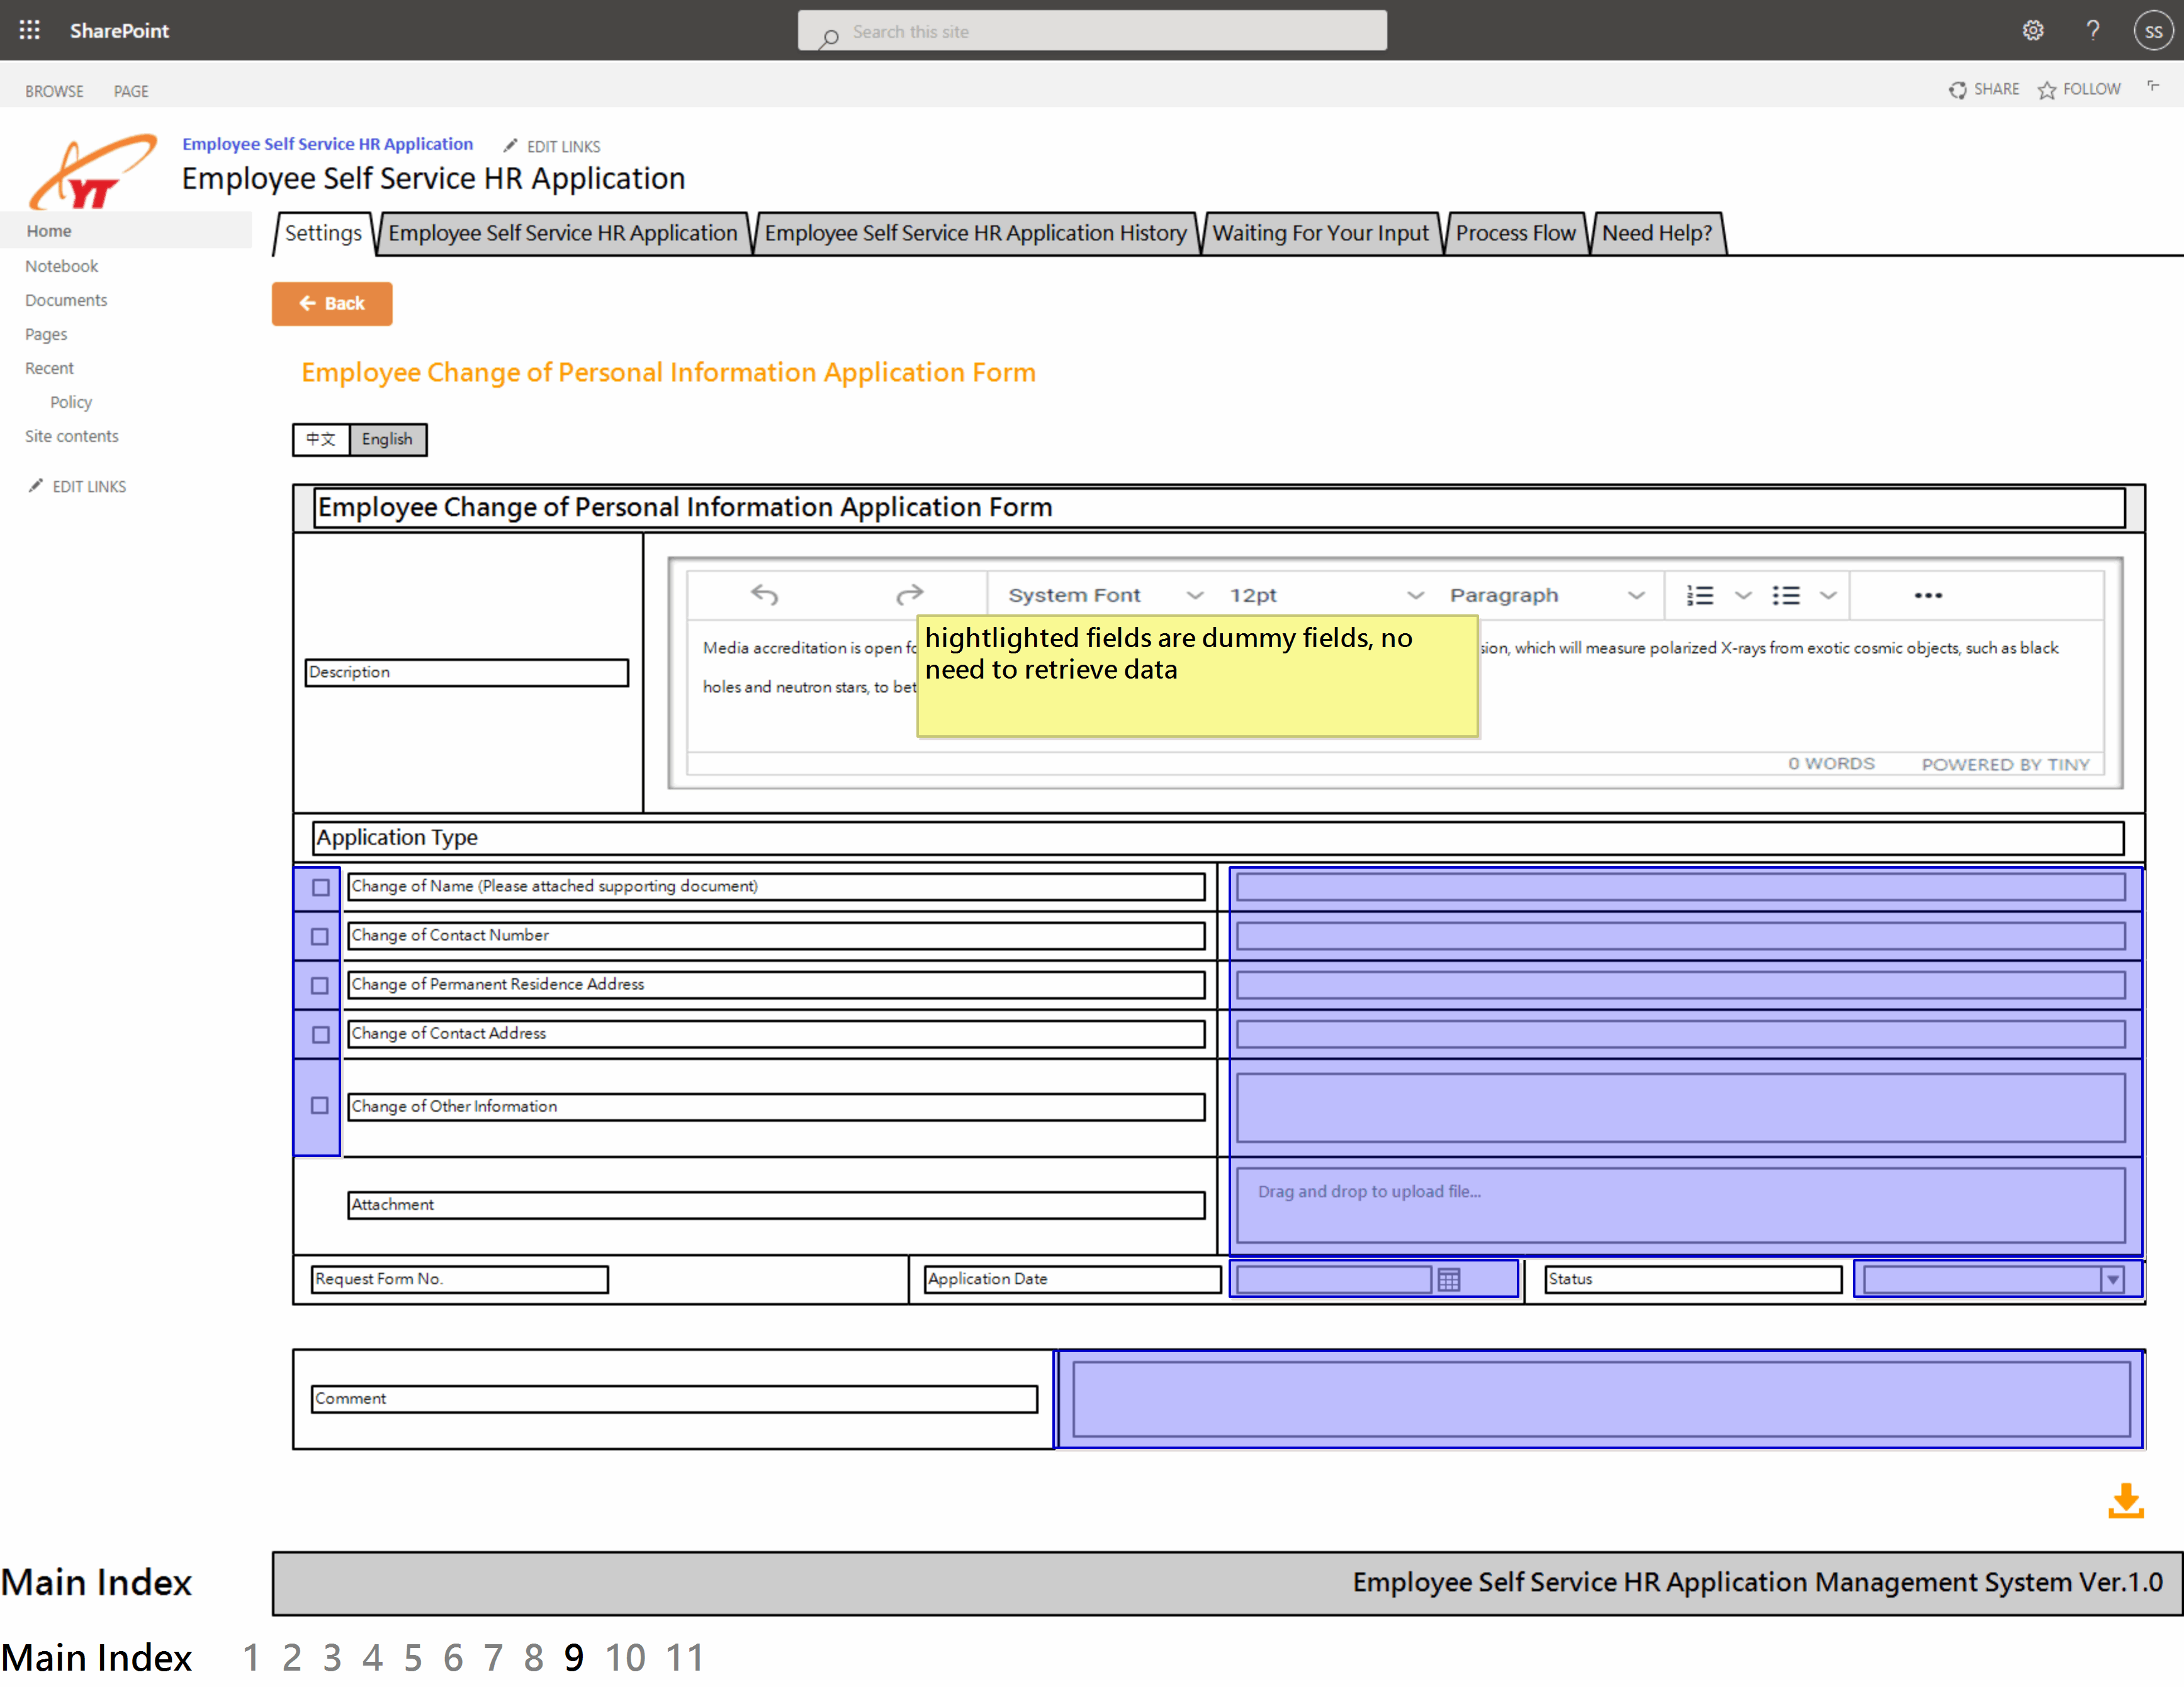 SharePoint
Search this site
?
SS
BROWSE PAGE
SHARE FOLLOW
YT
Employee Self Service HR Application EDIT LINKS
Employee Self Service HR Application
Home
Notebook
Documents
Pages
Recent
Policy
Site contents
EDIT LINKS
Settings Employee Self Service HR Application Employee Self Service HR Application History Waiting For Your Input Process Flow Need Help?
Back
Employee Change of Personal Information Application Form
中文 English
Employee Change of Personal Information Application Form
Description
System Font 12pt Paragraph
Media accreditation is open
which will measure polarized X-rays from exotic cosmic objects, such as black
holes and neutron stars, to
hightlighted fields are dummy fields, no
need to retrieve data
0 WORDS POWERED BY TINY
Application Type
Change of Name (Please attached supporting document)
Change of Contact Number
Change of Permanent Residence Address
Change of Contact Address
Change of Other Information
Attachment
Drag and drop to upload file...
Request Form No. Application Date Status
Comment
Main Index
Employee Self Service HR Application Management System Ver.1.0
Main Index 1 2 3 4 5 6 7 8 9 10 11